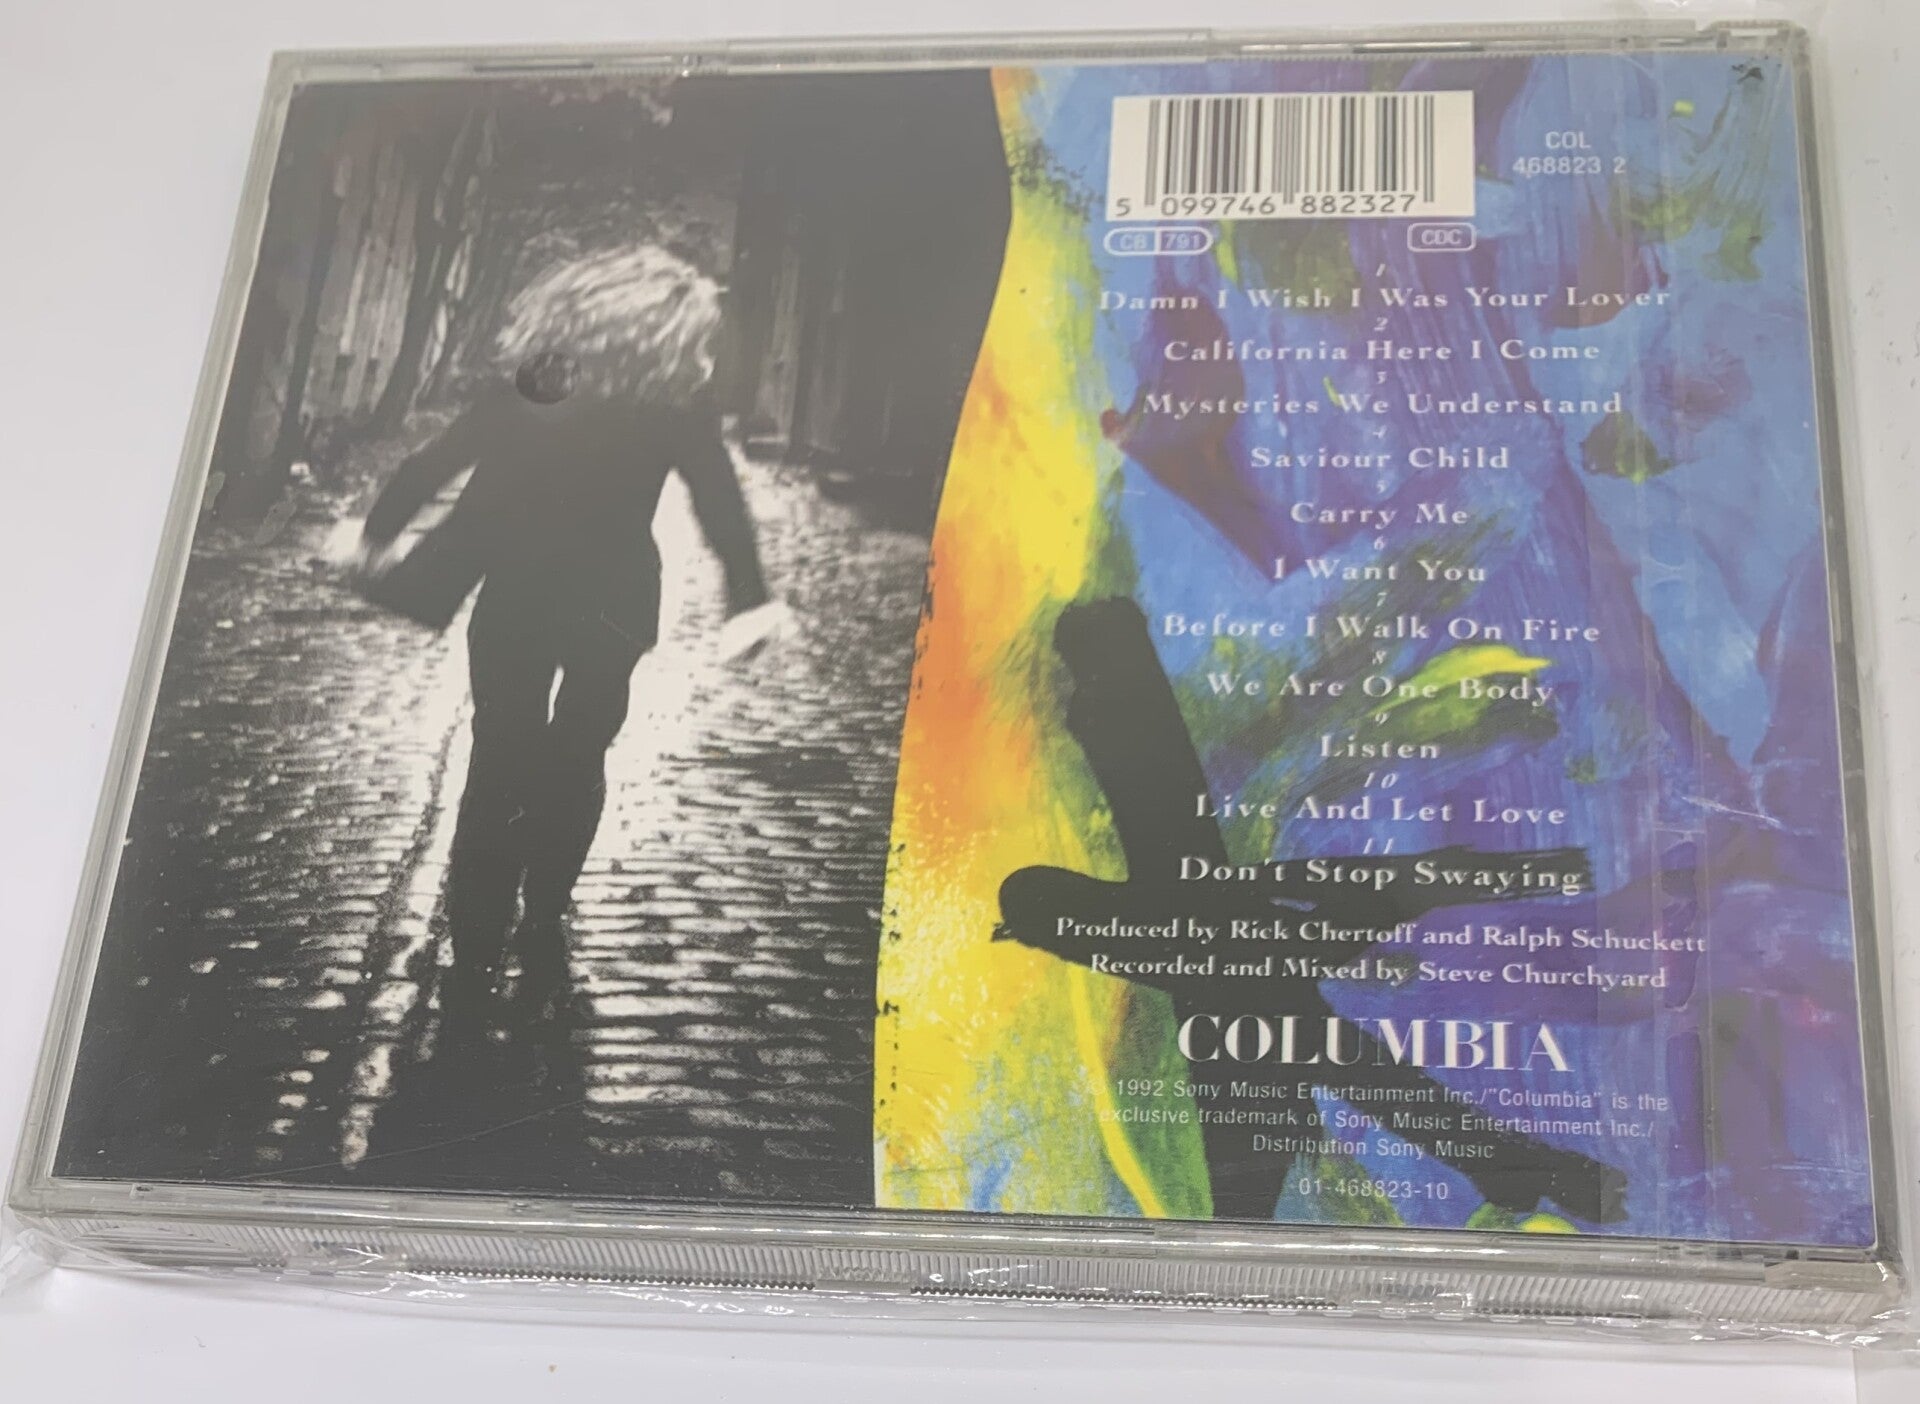 COL
468823 2
5 099746 882327
CB 791
CDC
1
Damn I Wish I Was Your Lover
2
California Here I Come
3
Mysteries We Understand
4
Saviour Child
5
Carry Me
6
I Want You
7
Before I Walk On Fire
8
We Are One Body
9
Listen
10
Live And Let Love
11
Don't Stop Swaying
Produced by Rick Chertoff and Ralph Schuckett
Recorded and Mixed by Steve Churchyard
COLUMBIA
© 1992 Sony Music Entertainment Inc./"Columbia" is the
exclusive trademark of Sony Music Entertainment Inc./
Distribution Sony Music
01-468823-10